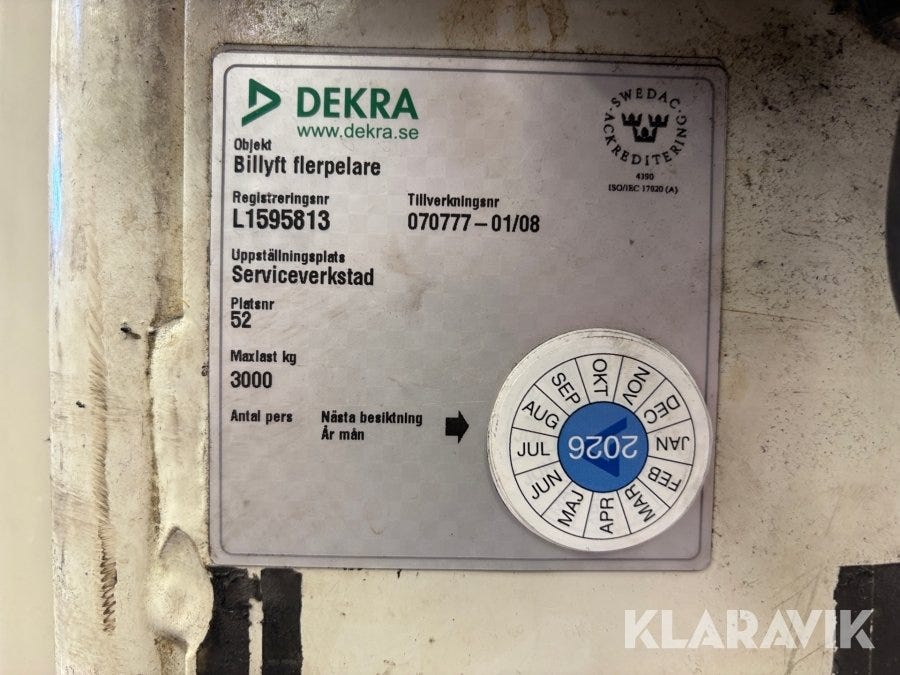 DEKRA
www.dekra.se
SWEDAC
ACKREDITERING
4390
ISO/IEC 17020 (A)
Objekt
Billyft flerpelare
Registreringsnr Tillverkningsnr
L1595813 070777-01/08
Uppställningsplats
Serviceverkstad
Platsnr
52
Maxlast kg
3000
Antal pers Nästa besiktning
År mån
JAN FEB MAR APR MAJ JUN JUL AUG SEP OKT NOV DEC
2026
KLARAVIK